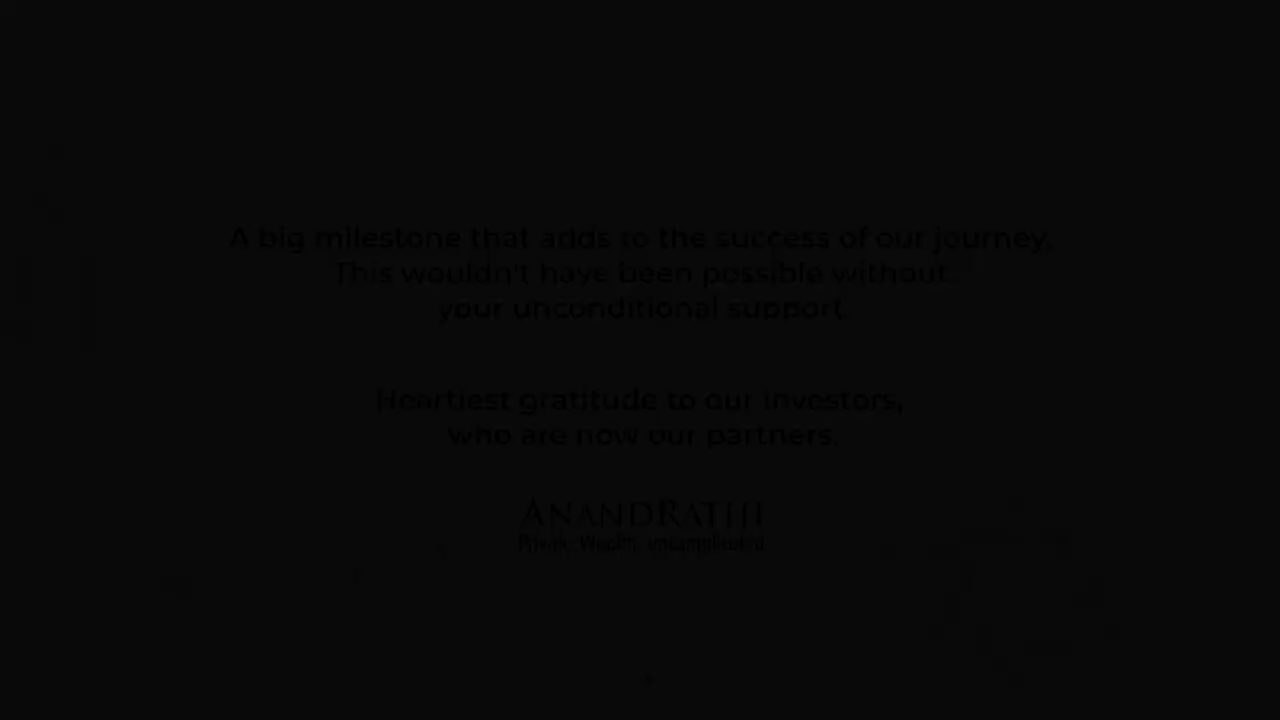 A big milestone that adds to the success of our journey.
This wouldn't have been possible without
your unconditional support.
Heartiest gratitude to our investors,
who are now our partners.
ANANDRATHI
Private Wealth. uncomplicated